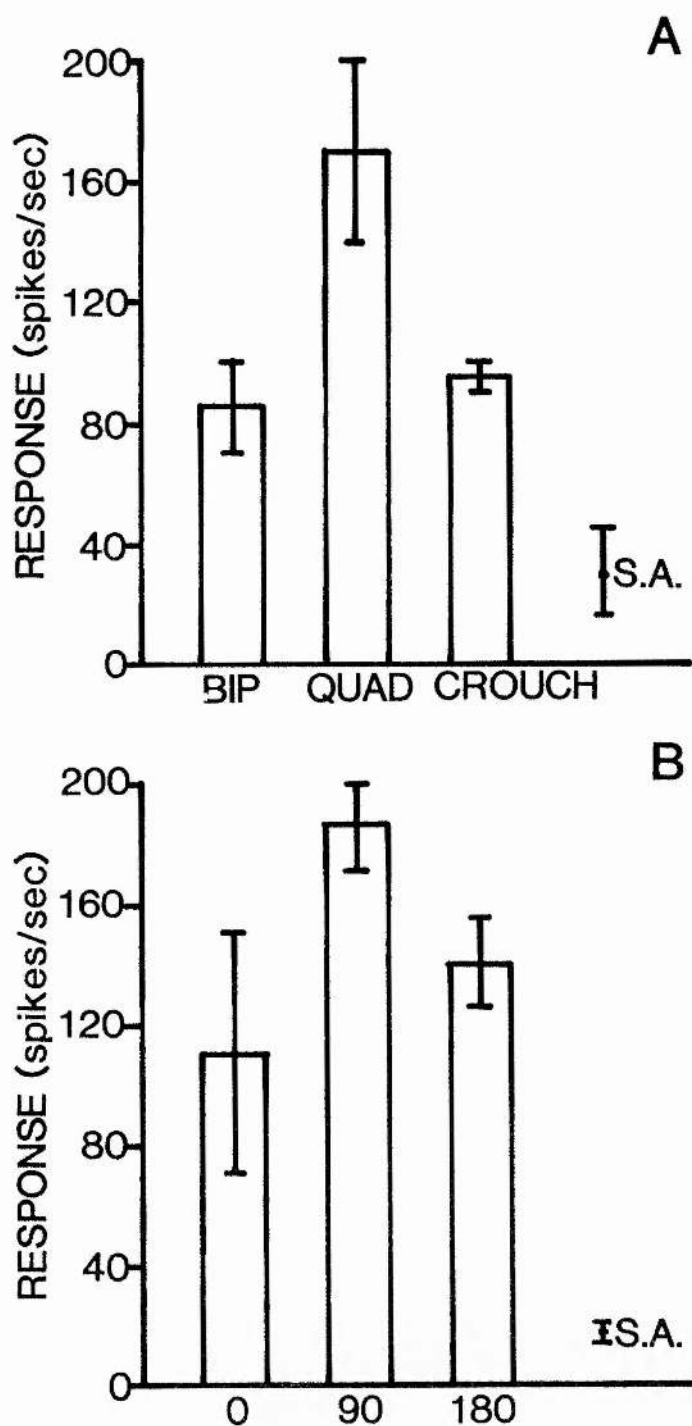 A
RESPONSE (spikes/sec)
200
160
120
80
40
0
S.A.
BIP QUAD CROUCH
B
RESPONSE (spikes/sec)
200
160
120
80
40
0
S.A.
0 90 180